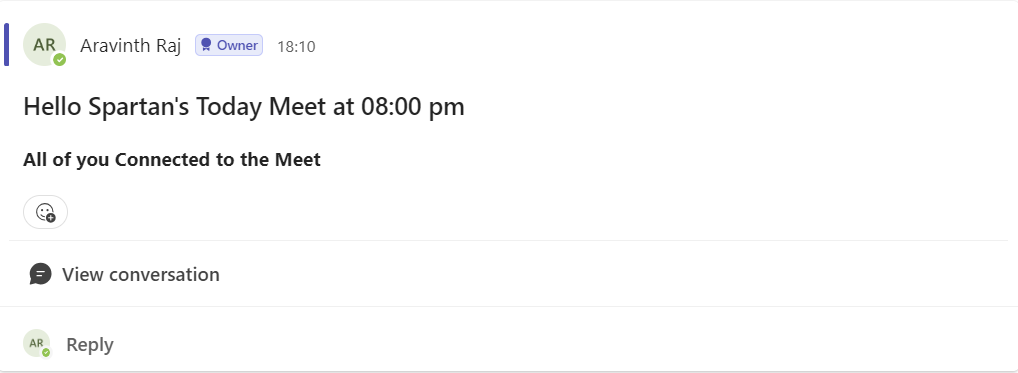 AR Aravinth Raj Owner 18:10
Hello Spartan's Today Meet at 08:00 pm
All of you Connected to the Meet
View conversation
AR Reply